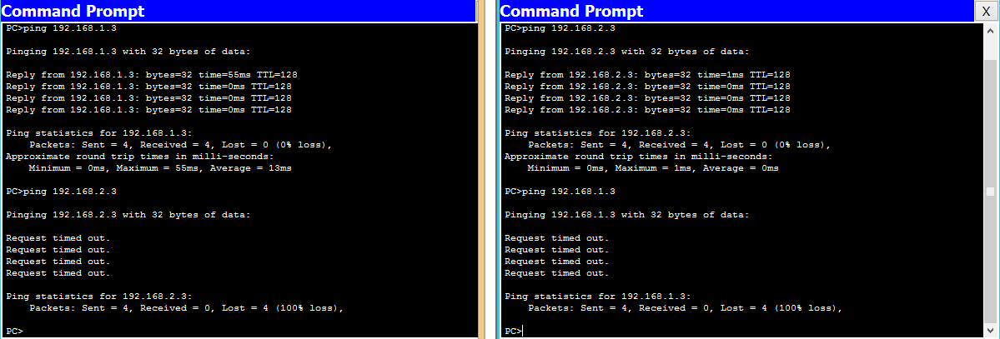 Command Prompt
PC>ping 192.168.1.3
Pinging 192.168.1.3 with 32 bytes of data:
Reply from 192.168.1.3: bytes=32 time=55ms TTL=128
Reply from 192.168.1.3: bytes=32 time=0ms TTL=128
Reply from 192.168.1.3: bytes=32 time=0ms TTL=128
Reply from 192.168.1.3: bytes=32 time=0ms TTL=128
Ping statistics for 192.168.1.3:
Packets: Sent = 4, Received = 4, Lost = 0 (0% loss),
Approximate round trip times in milli-seconds:
Minimum = 0ms, Maximum = 55ms, Average = 13ms
PC>ping 192.168.2.3
Pinging 192.168.2.3 with 32 bytes of data:
Request timed out.
Request timed out.
Request timed out.
Request timed out.
Ping statistics for 192.168.2.3:
Packets: Sent = 4, Received = 0, Lost = 4 (100% loss),
PC>
Command Prompt
X
PC>ping 192.168.2.3
Pinging 192.168.2.3 with 32 bytes of data:
Reply from 192.168.2.3: bytes=32 time=1ms TTL=128
Reply from 192.168.2.3: bytes=32 time=0ms TTL=128
Reply from 192.168.2.3: bytes=32 time=0ms TTL=128
Reply from 192.168.2.3: bytes=32 time=0ms TTL=128
Ping statistics for 192.168.2.3:
Packets: Sent = 4, Received = 4, Lost = 0 (0% loss),
Approximate round trip times in milli-seconds:
Minimum = 0ms, Maximum = 1ms, Average = 0ms
PC>ping 192.168.1.3
Pinging 192.168.1.3 with 32 bytes of data:
Request timed out.
Request timed out.
Request timed out.
Request timed out.
Ping statistics for 192.168.1.3:
Packets: Sent = 4, Received = 0, Lost = 4 (100% loss),
PC>